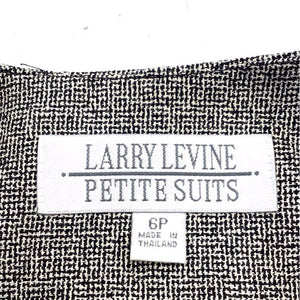 LARRY LEVINE
PETITE SUITS
6P
MADE IN
THAILAND